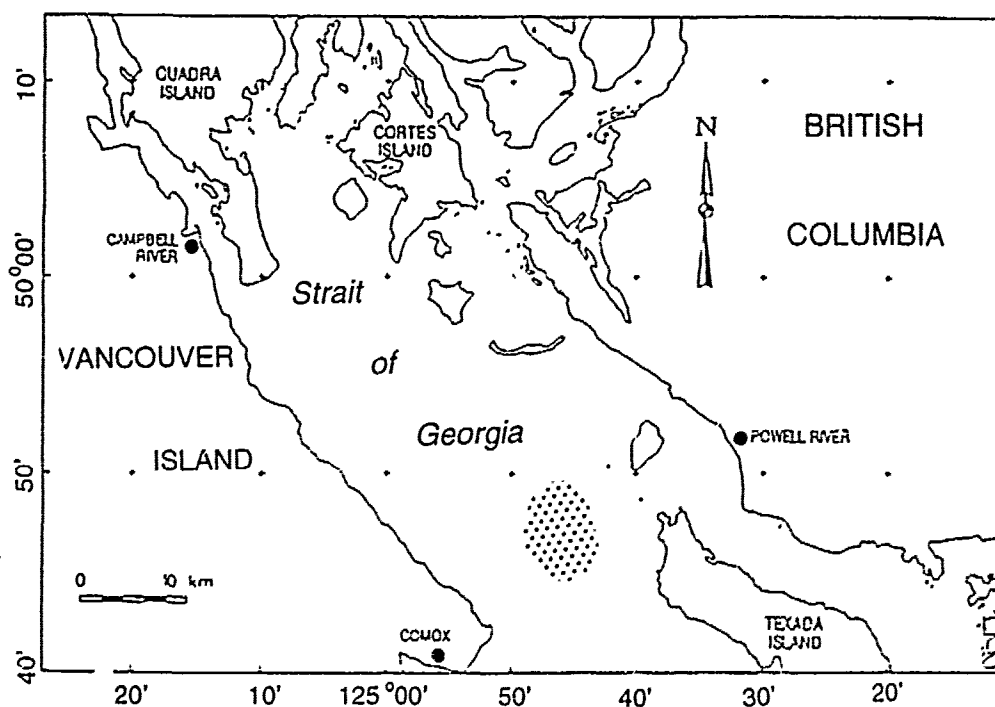 10'
CUADRA
ISLAND
CORTES
ISLAND
N
BRITISH
COLUMBIA
CAMPBELL
RIVER
50°00'
Strait
VANCOUVER
of
Georgia
POWELL RIVER
ISLAND
50'
0 10 km
COMOX
TEXADA
ISLAND
40'
20' 10' 125°00' 50' 40' 30' 20'